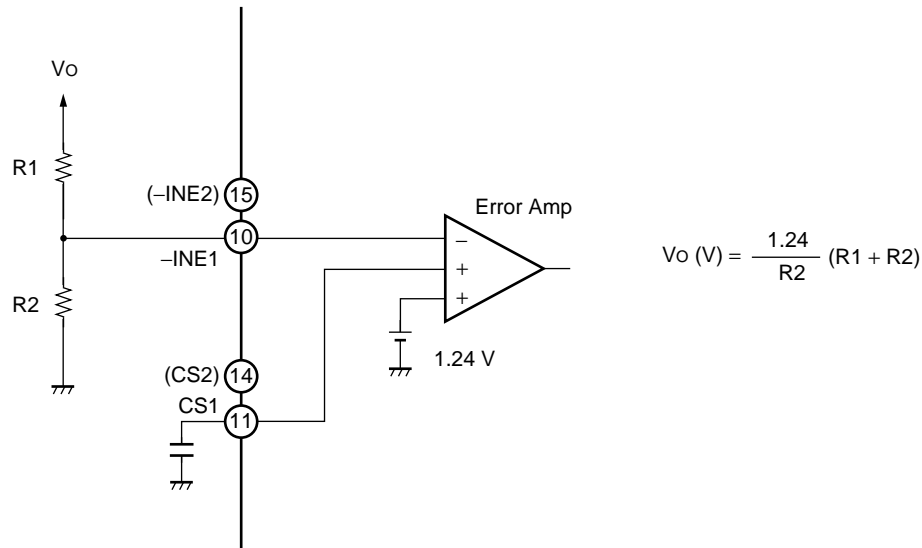 Vo
R1
(−INE2) 15
10
−INE1
Error Amp
−
+
+
Vo (V) = 1.24 / R2 (R1 + R2)
R2
1.24 V
(CS2) 14
CS1
11